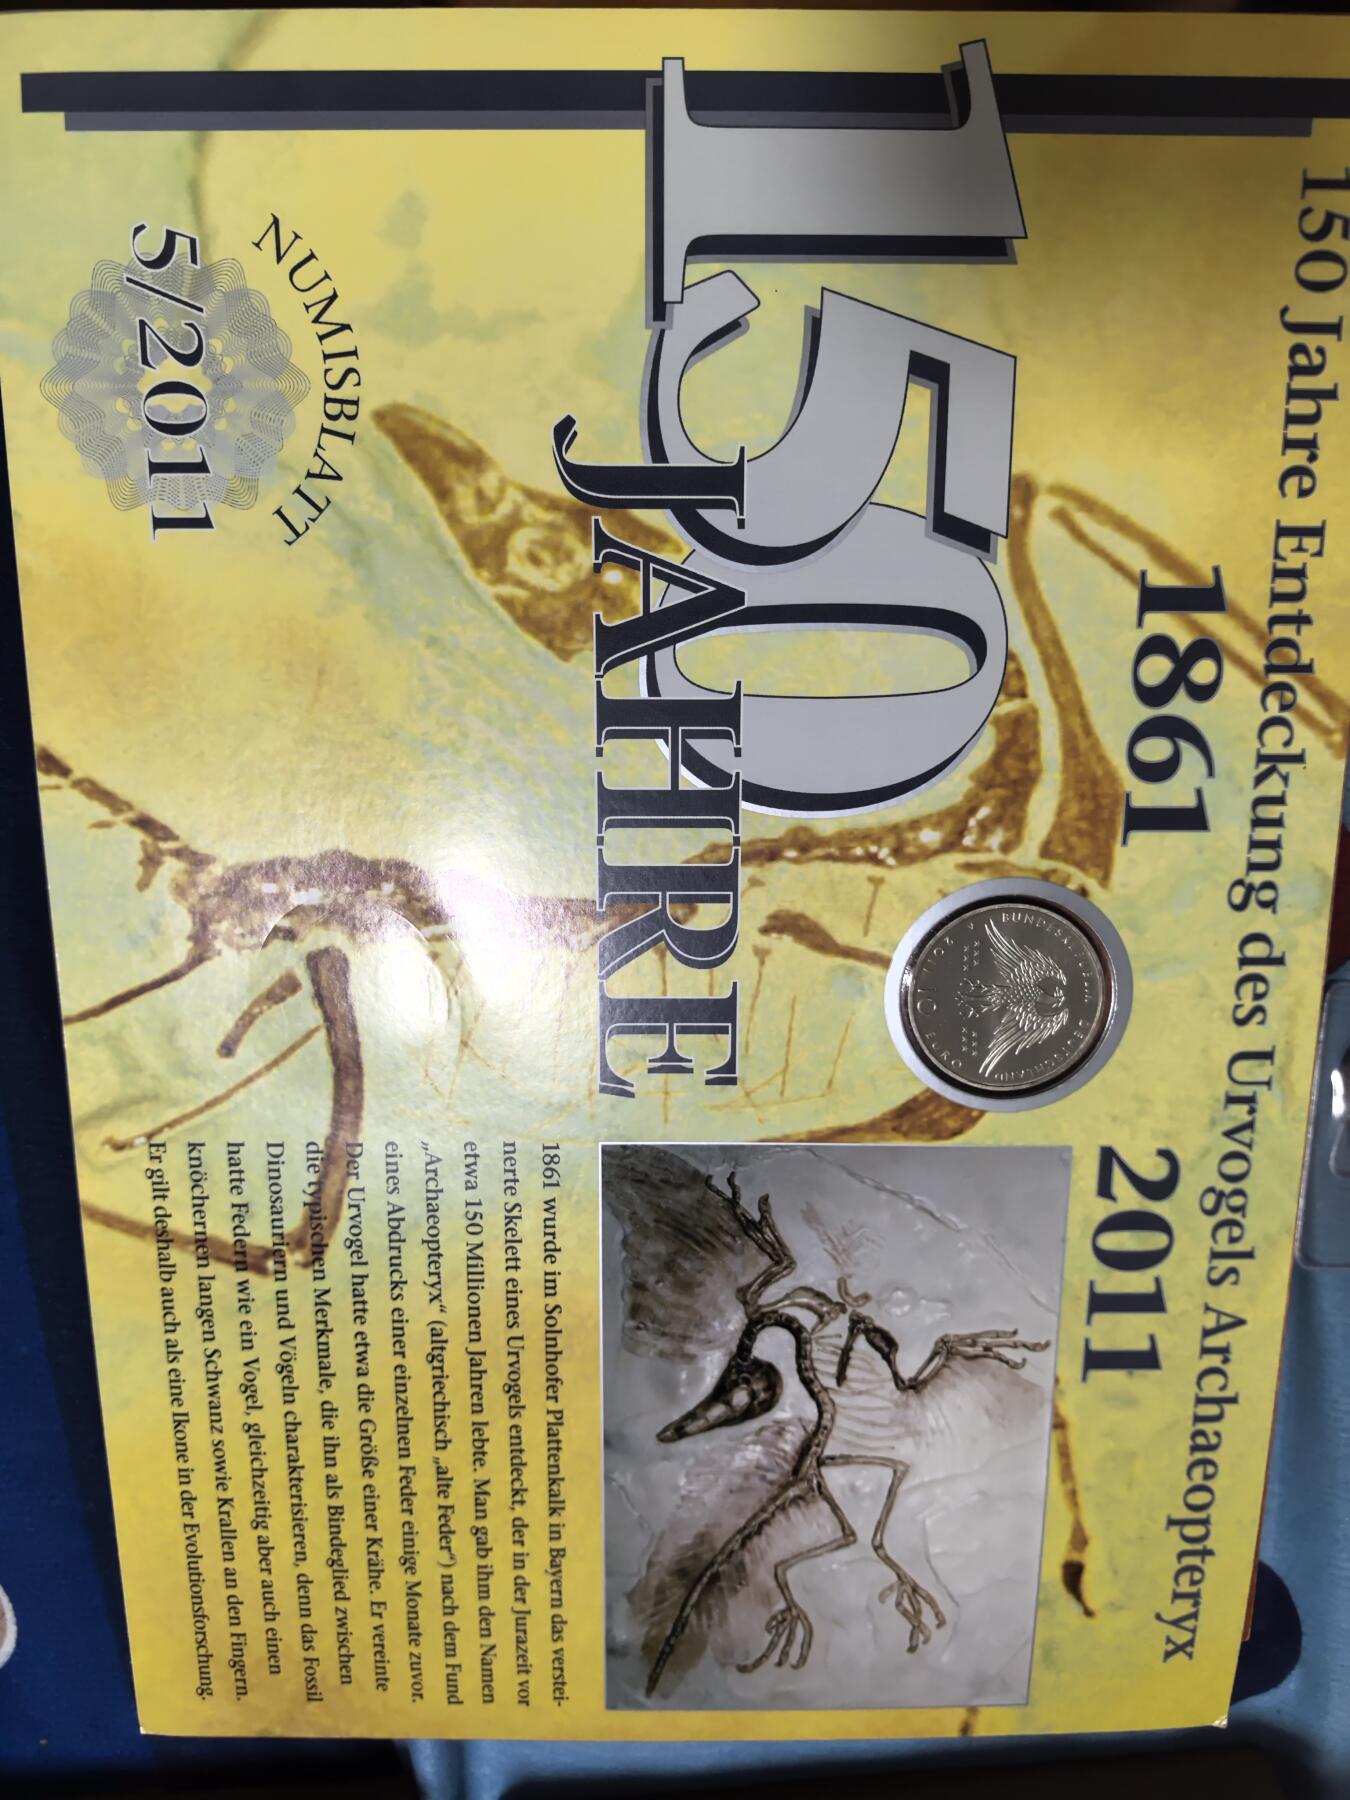 150 Jahre Entdeckung des Urvogels Archaeopteryx
1861
2011
150
JAHRE
BUNDESREPUBLIK DEUTSCHLAND
2011 10 EURO
NUMISBLATT
5/2011
1861 wurde im Solnhofer Plattenkalk in Bayern das verstei-
nerte Skelett eines Urvogels entdeckt, der in der Jurazeit vor
etwa 150 Millionen Jahren lebte. Man gab ihm den Namen
„Archaeopteryx“ (altgriechisch „alte Feder“) nach dem Fund
eines Abdrucks einer einzelnen Feder einige Monate zuvor.
Der Urvogel hatte etwa die Größe einer Krähe. Er vereinte
die typischen Merkmale, die ihn als Bindeglied zwischen
Dinosauriern und Vögeln charakterisieren, denn das Fossil
hatte Federn wie ein Vogel, gleichzeitig aber auch einen
knöchernen langen Schwanz sowie Krallen an den Fingern.
Er gilt deshalb auch als eine Ikone in der Evolutionsforschung.